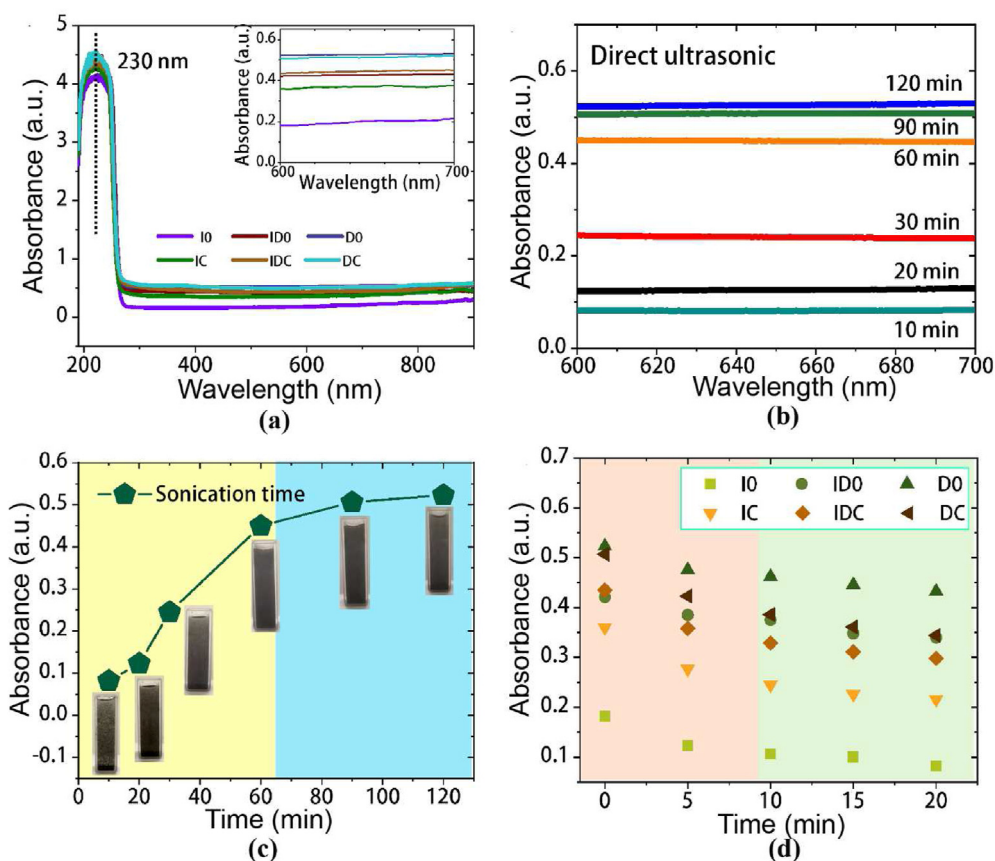 5
4
3
2
1
0
Absorbance (a.u.)
200 400 600 800
Wavelength (nm)
230 nm
0.6
0.4
0.2
0.0
Absorbance (a.u.)
600 700
Wavelength (nm)
I0 ID0 D0
IC IDC DC
(a)
Direct ultrasonic
0.6
0.4
0.2
0.0
Absorbance (a.u.)
120 min
90 min
60 min
30 min
20 min
10 min
600 620 640 660 680 700
Wavelength (nm)
(b)
0.6
0.5
0.4
0.3
0.2
0.1
0.0
-0.1
Absorbance (a.u.)
Sonication time
0 20 40 60 80 100 120
Time (min)
(c)
0.7
0.6
0.5
0.4
0.3
0.2
0.1
Absorbance (a.u.)
I0 ID0 D0
IC IDC DC
0 5 10 15 20
Time (min)
(d)